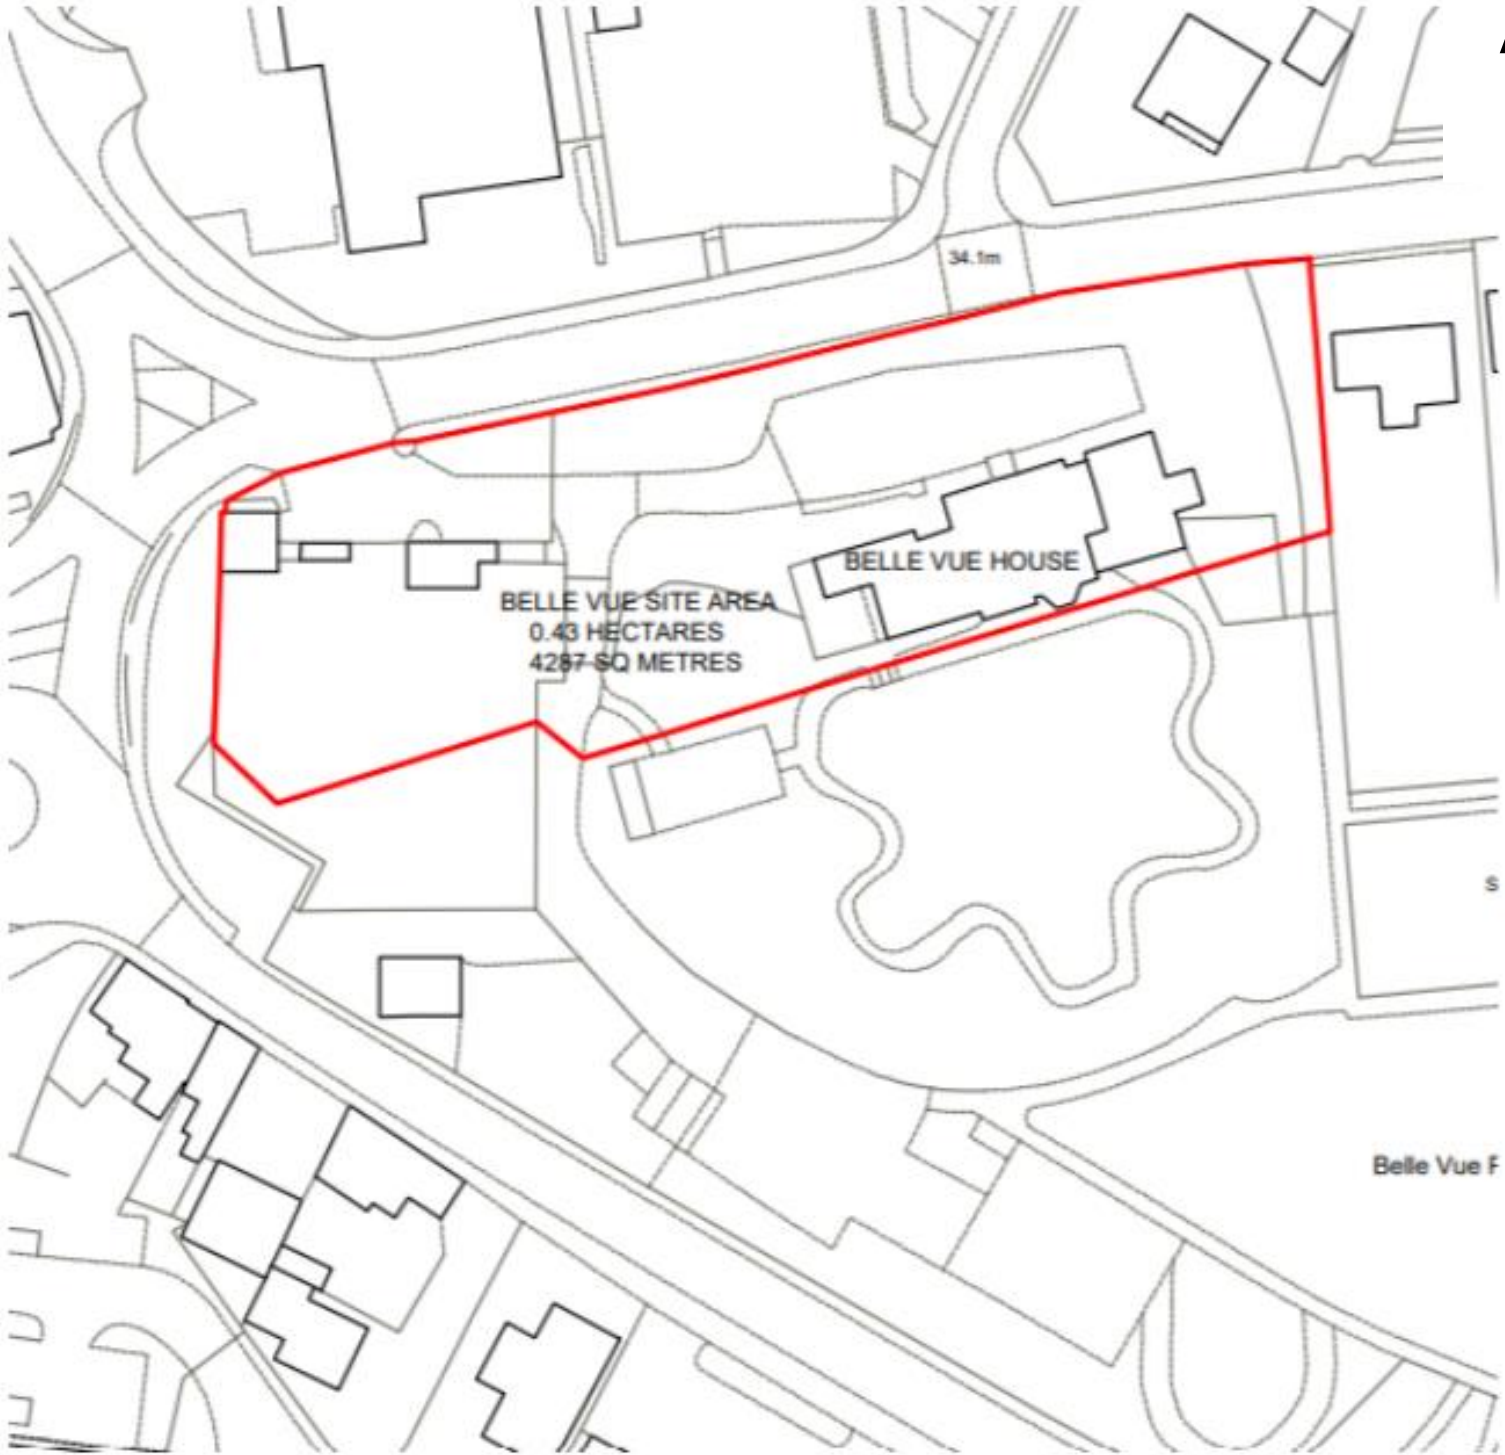 34.1m
BELLE VUE HOUSE
BELLE VUE SITE AREA
0.43 HECTARES
4287 SQ METRES
S
Belle Vue F